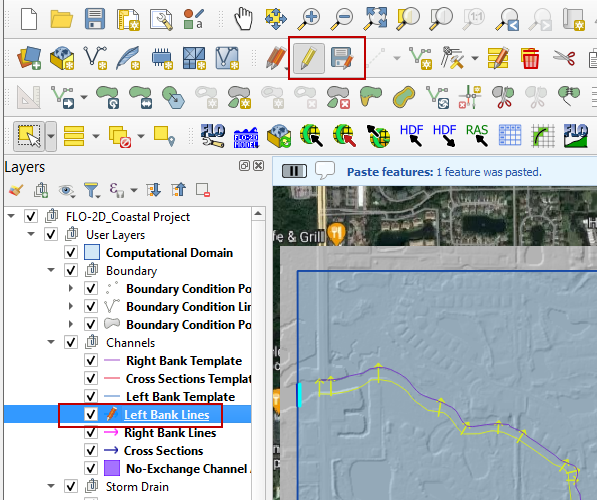 1:1
FLO
FLO-2D
MODEL
HDF
HDF
RAS
FLO
Layers
Paste features: 1 feature was pasted.
FLO-2D_Coastal Project
User Layers
Computational Domain
Boundary
Boundary Condition Po
Boundary Condition Lin
Boundary Condition Po
Channels
Right Bank Template
Cross Sections Templat
Left Bank Template
Left Bank Lines
Right Bank Lines
Cross Sections
No-Exchange Channel
Storm Drain
fe & Grill
H